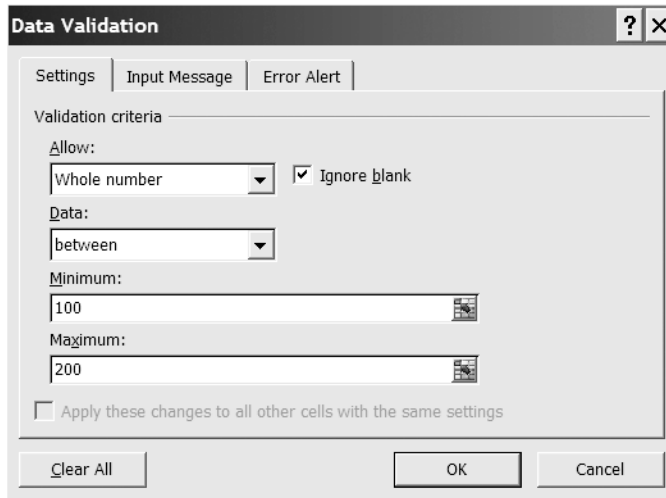 Data Validation
Settings Input Message Error Alert
Validation criteria
Allow:
Whole number Ignore blank
Data:
between
Minimum:
100
Maximum:
200
Apply these changes to all other cells with the same settings
Clear All OK Cancel